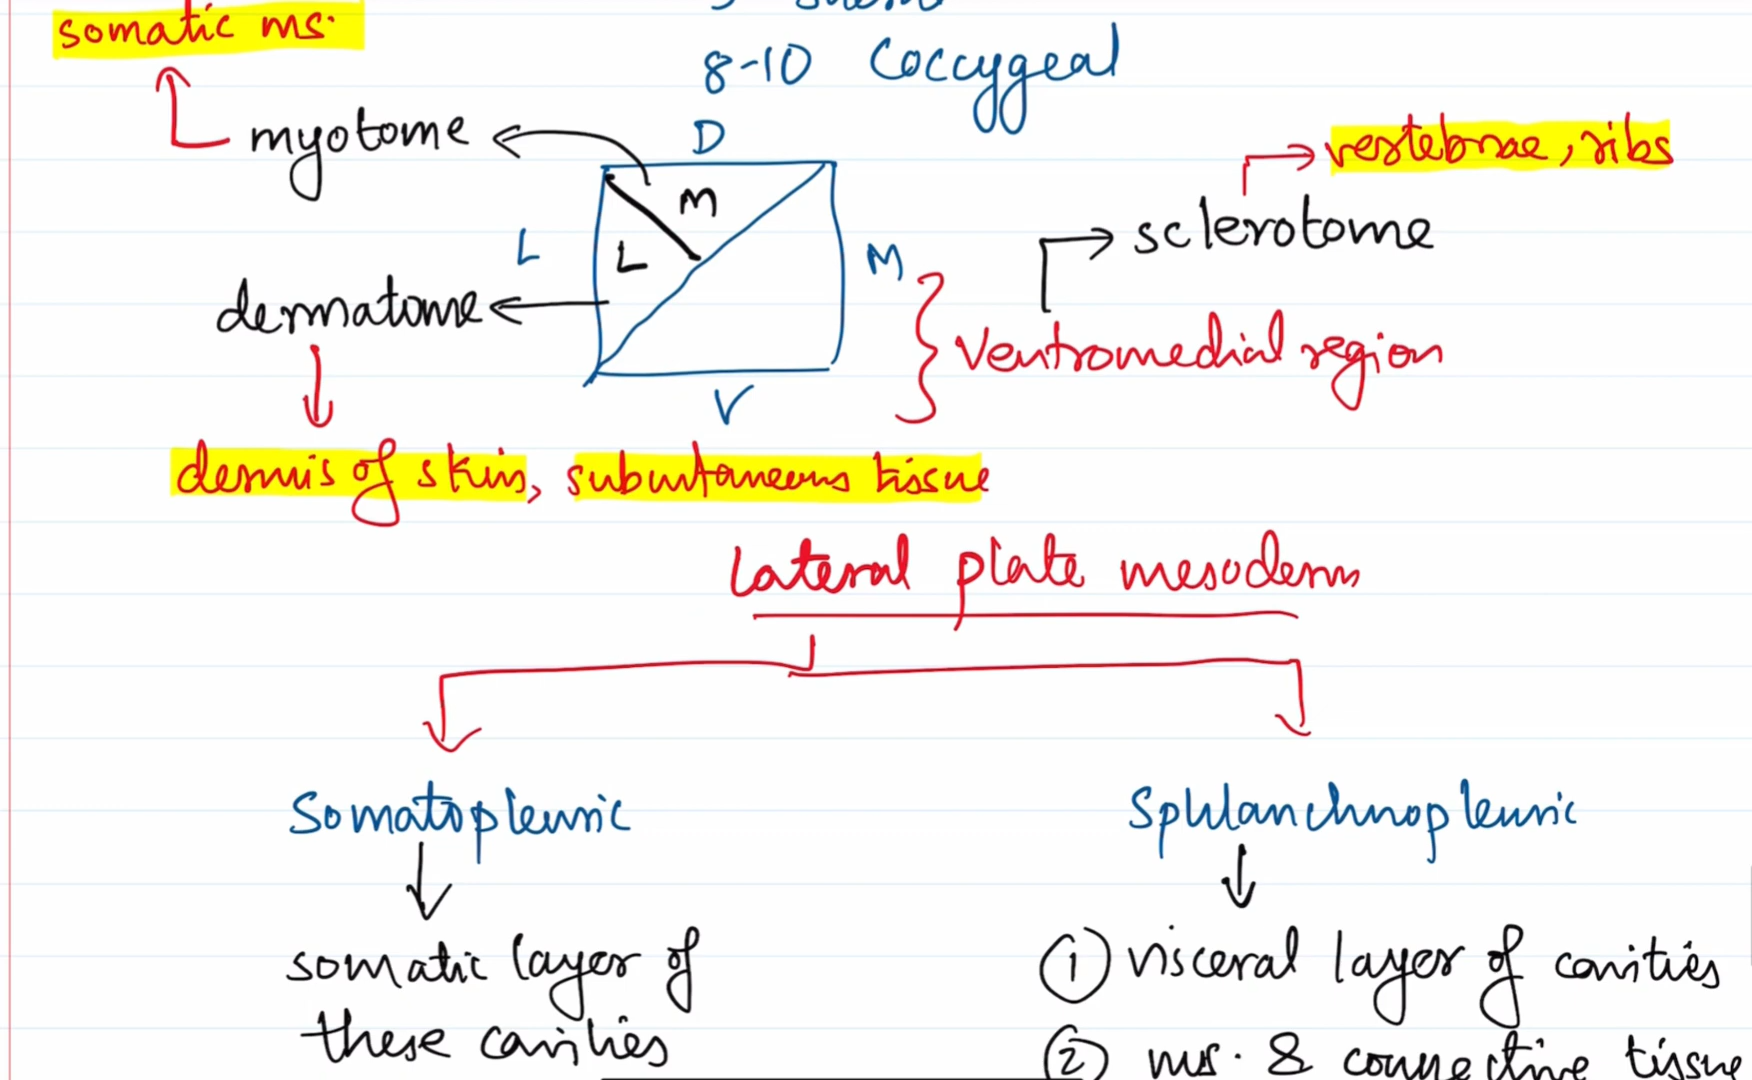 somatic ms.
8-10 Coccygeal
D
myotome
vertebrae, ribs
M
sclerotome
L
L
M
dermatome
Ventromedial region
V
dermis of skin, subcutaneous tissue
Lateral plate mesoderm
Somatopleuric
Splulanchnopleuric
somatic layer of
these cavities
① visceral layer of cavities
② ms. & connective tissue